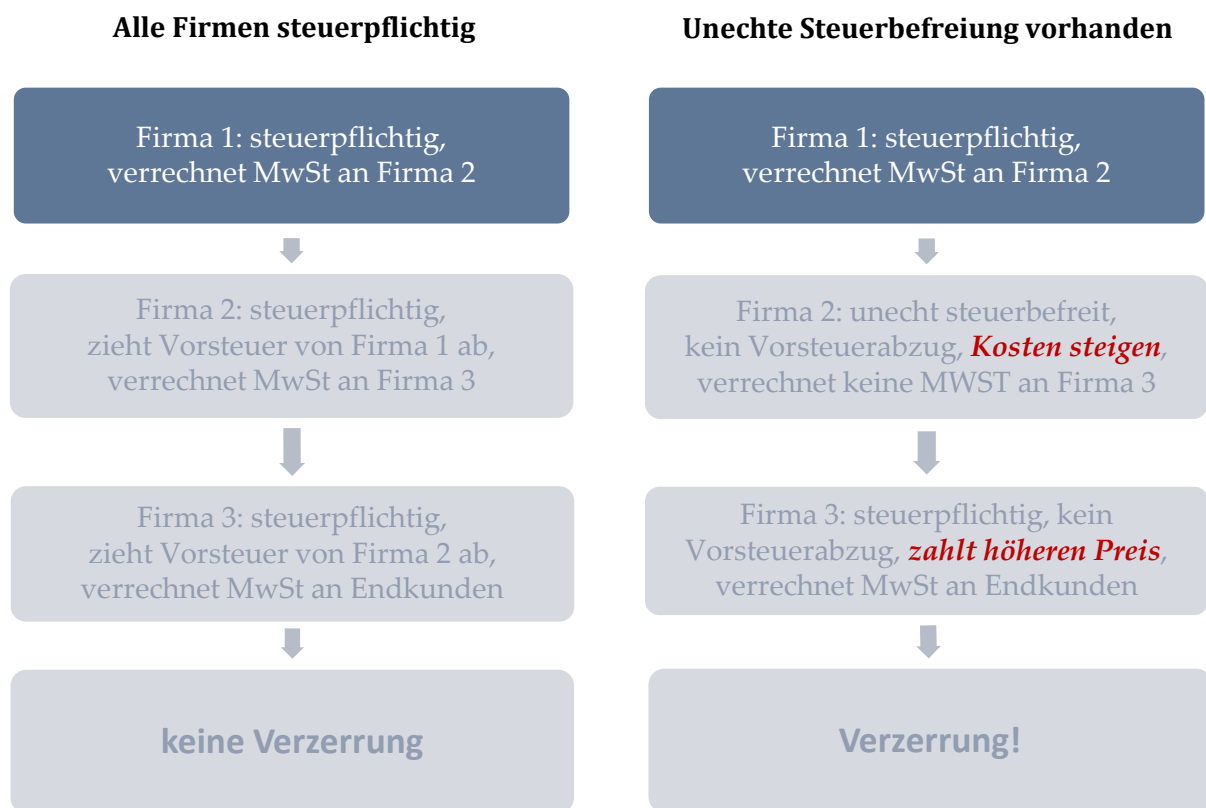 Alle Firmen steuerpflichtig
Firma 1: steuerpflichtig,
verrechnet MwSt an Firma 2
Firma 2: steuerpflichtig,
zieht Vorsteuer von Firma 1 ab,
verrechnet MwSt an Firma 3
Firma 3: steuerpflichtig,
zieht Vorsteuer von Firma 2 ab,
verrechnet MwSt an Endkunden
keine Verzerrung
Unechte Steuerbefreiung vorhanden
Firma 1: steuerpflichtig,
verrechnet MwSt an Firma 2
Firma 2: unecht steuerbefreit,
kein Vorsteuerabzug, Kosten steigen,
verrechnet keine MWST an Firma 3
Firma 3: steuerpflichtig, kein
Vorsteuerabzug, zahlt höheren Preis,
verrechnet MwSt an Endkunden
Verzerrung!